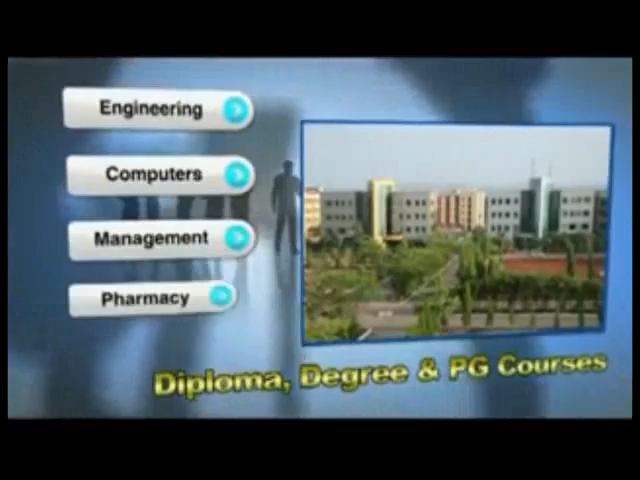 Engineering
Computers
Management
Pharmacy
Diploma, Degree & PG Courses